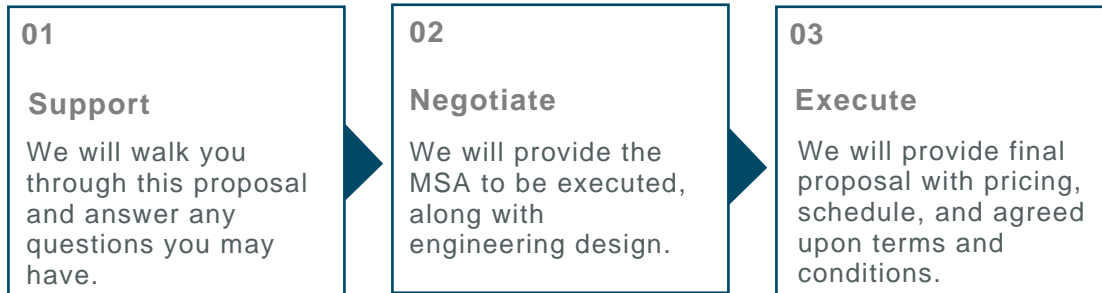 01
Support
We will walk you
through this proposal
and answer any
questions you may
have.
02
Negotiate
We will provide the
MSA to be executed,
along with
engineering design.
03
Execute
We will provide final
proposal with pricing,
schedule, and agreed
upon terms and
conditions.